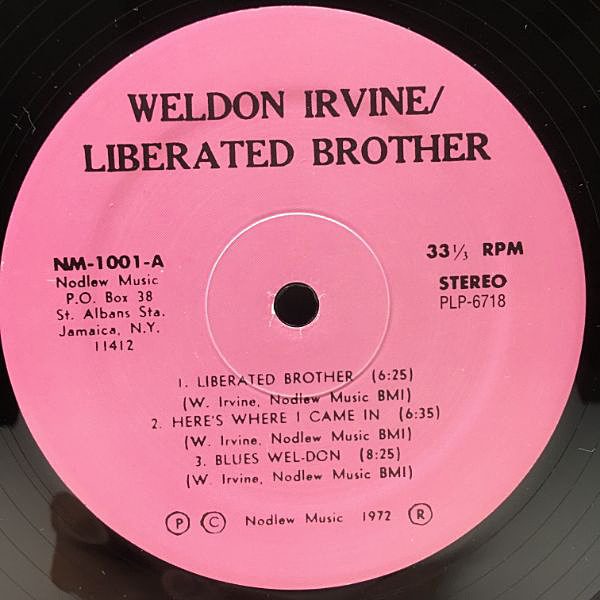 WELDON IRVINE/
LIBERATED BROTHER
NM-1001-A
Nodlew Music
P.O. Box 38
St. Albans Sta.
Jamaica, N.Y.
11412
33 1/3 RPM
STEREO
PLP-6718
1. LIBERATED BROTHER (6:25)
(W. Irvine, Nodlew Music BMI)
2. HERE'S WHERE I CAME IN (6:35)
(W. Irvine, Nodlew Music BMI)
3. BLUES WEL-DON (8:25)
(W. Irvine, Nodlew Music BMI)
Ⓟ Ⓒ Nodlew Music 1972 Ⓡ